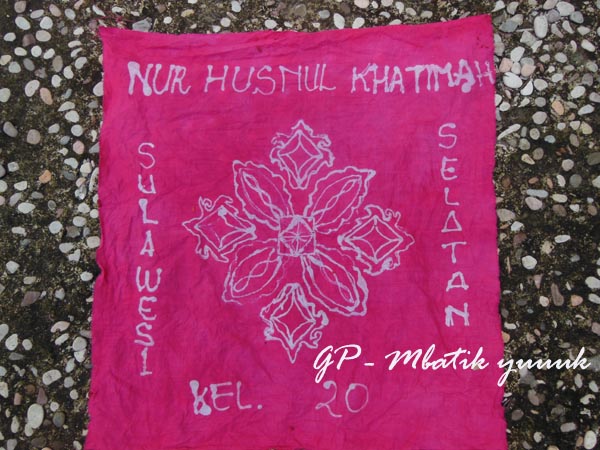 NUR HUSNUL KHATIMAH
SULAWESI
SELATAN
KEL. 20
GP - Mbatik yuuuk